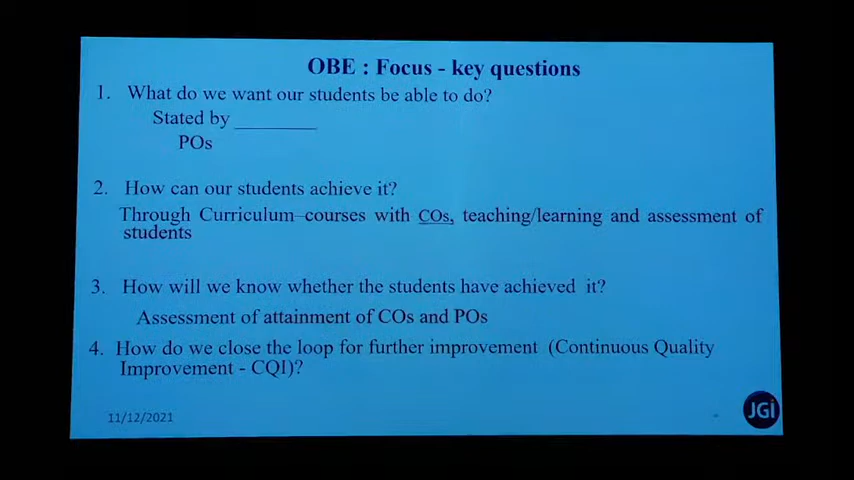 OBE : Focus - key questions
1. What do we want our students be able to do?
Stated by ________
POs
2. How can our students achieve it?
Through Curriculum–courses with COs, teaching/learning and assessment of
students
3. How will we know whether the students have achieved it?
Assessment of attainment of COs and POs
4. How do we close the loop for further improvement (Continuous Quality
Improvement - CQI)?
11/12/2021
JGi